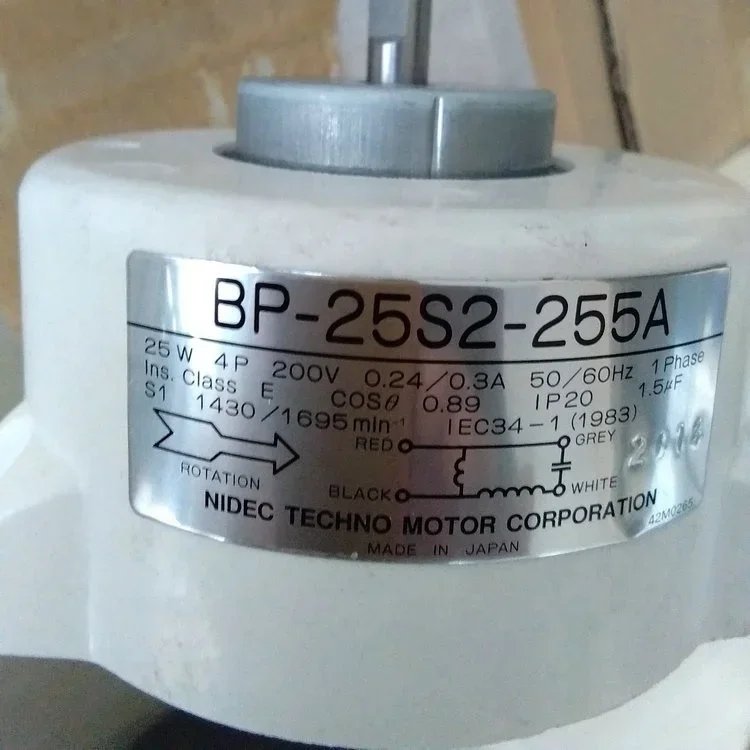 BP-25S2-255A
25W 4P 200V 0.24/0.3A 50/60Hz 1 Phase
Ins. Class E COSθ 0.89 IP20 1.5μF
S1 1430/1695min⁻¹ IEC34-1 (1983)
RED GREY
ROTATION BLACK WHITE
NIDEC TECHNO MOTOR CORPORATION
42M0265
MADE IN JAPAN